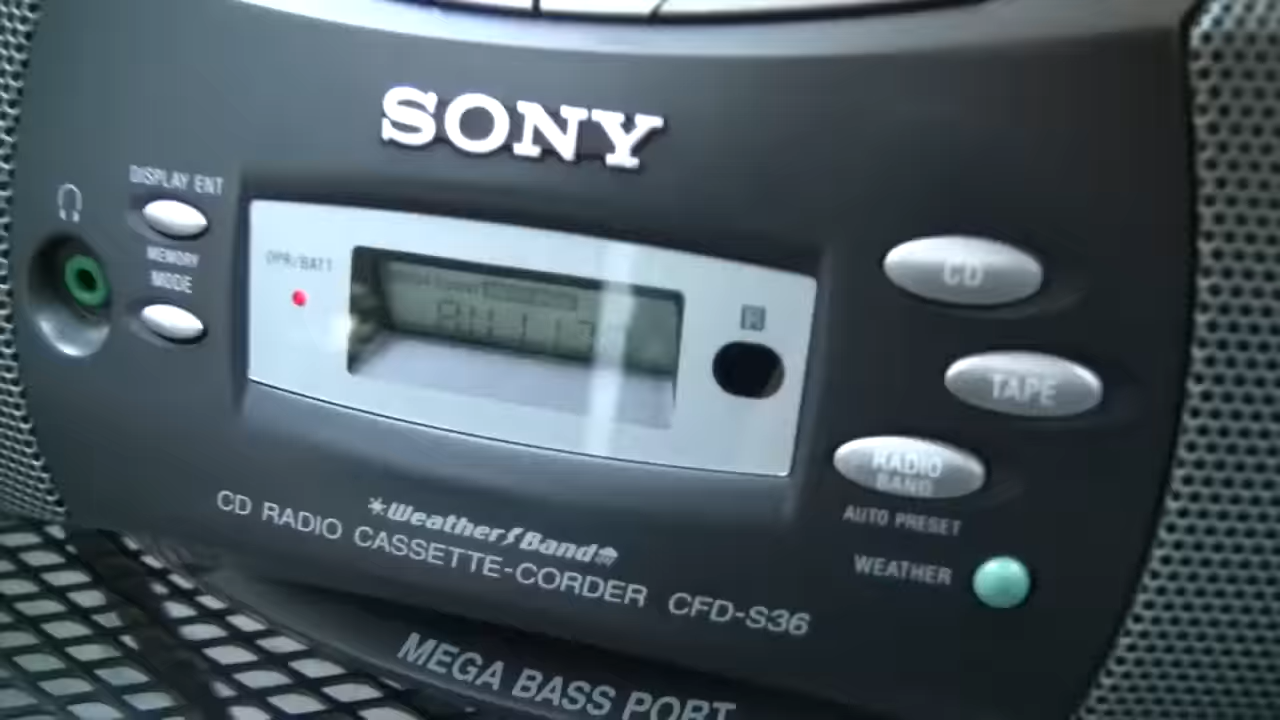 SONY
DISPLAY ENT
MEMORY
MODE
OPR/BATT
CD
TAPE
RADIO
BAND
AUTO PRESET
WEATHER
WeatherBand
CD RADIO CASSETTE-CORDER CFD-S36
MEGA BASS PORT